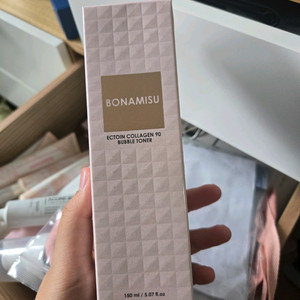 BONAMISU
ECTOIN COLLAGEN 90
BUBBLE TONER
150 ml / 5.07 fl.oz